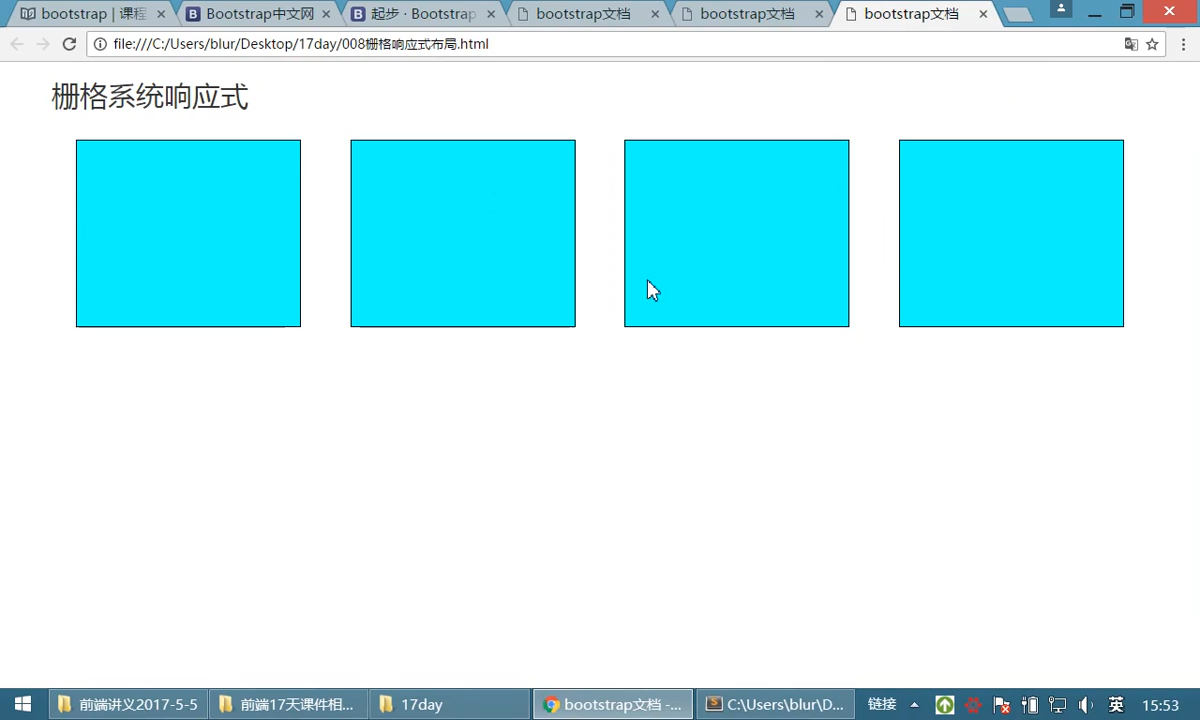 bootstrap | 课程
Bootstrap中文网
起步 · Bootstrap
bootstrap文档
bootstrap文档
bootstrap文档
file:///C:/Users/blur/Desktop/17day/008栅格响应式布局.html
栅格系统响应式
前端讲义2017-5-5
前端17天课件相...
17day
bootstrap文档 -...
C:\Users\blur\D...
链接
英
15:53